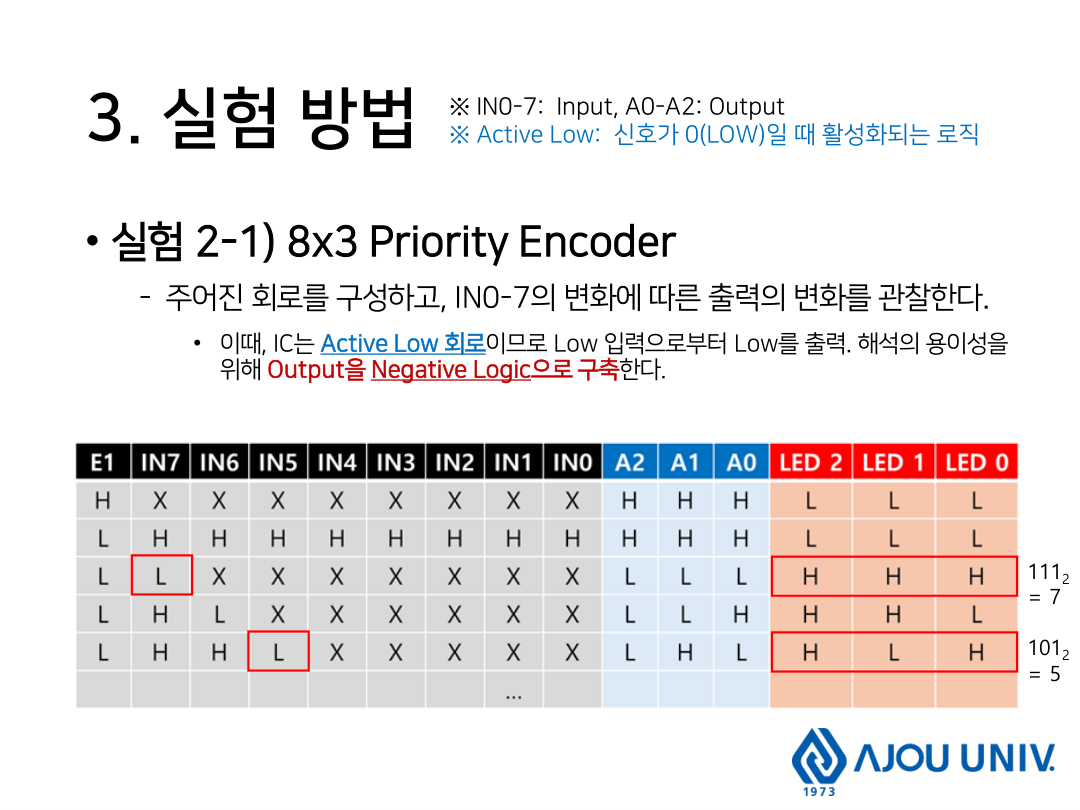 3. 실험 방법
※ IN0-7: Input, A0-A2: Output
※ Active Low: 신호가 0(LOW)일 때 활성화되는 로직
• 실험 2-1) 8x3 Priority Encoder
- 주어진 회로를 구성하고, IN0-7의 변화에 따른 출력의 변화를 관찰한다.
• 이때, IC는 Active Low 회로이므로 Low 입력으로부터 Low를 출력. 해석의 용이성을
위해 Output을 Negative Logic으로 구축한다.
E1 IN7 IN6 IN5 IN4 IN3 IN2 IN1 IN0 A2 A1 A0 LED 2 LED 1 LED 0
H X X X X X X X X H H H L L L
L H H H H H H H H H H H L L L
L L X X X X X X X L L L H H H
111₂
= 7
L H L X X X X X X L L H H H L
L H H L X X X X X L H L H L H
101₂
= 5
...
AJOU UNIV.
1973